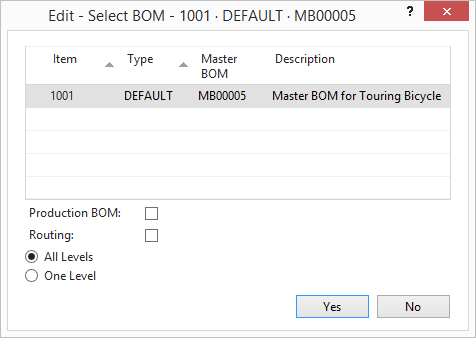 Edit - Select BOM - 1001 · DEFAULT · MB00005
?
Item Type Master BOM Description
1001 DEFAULT MB00005 Master BOM for Touring Bicycle
Production BOM:
Routing:
All Levels
One Level
Yes No